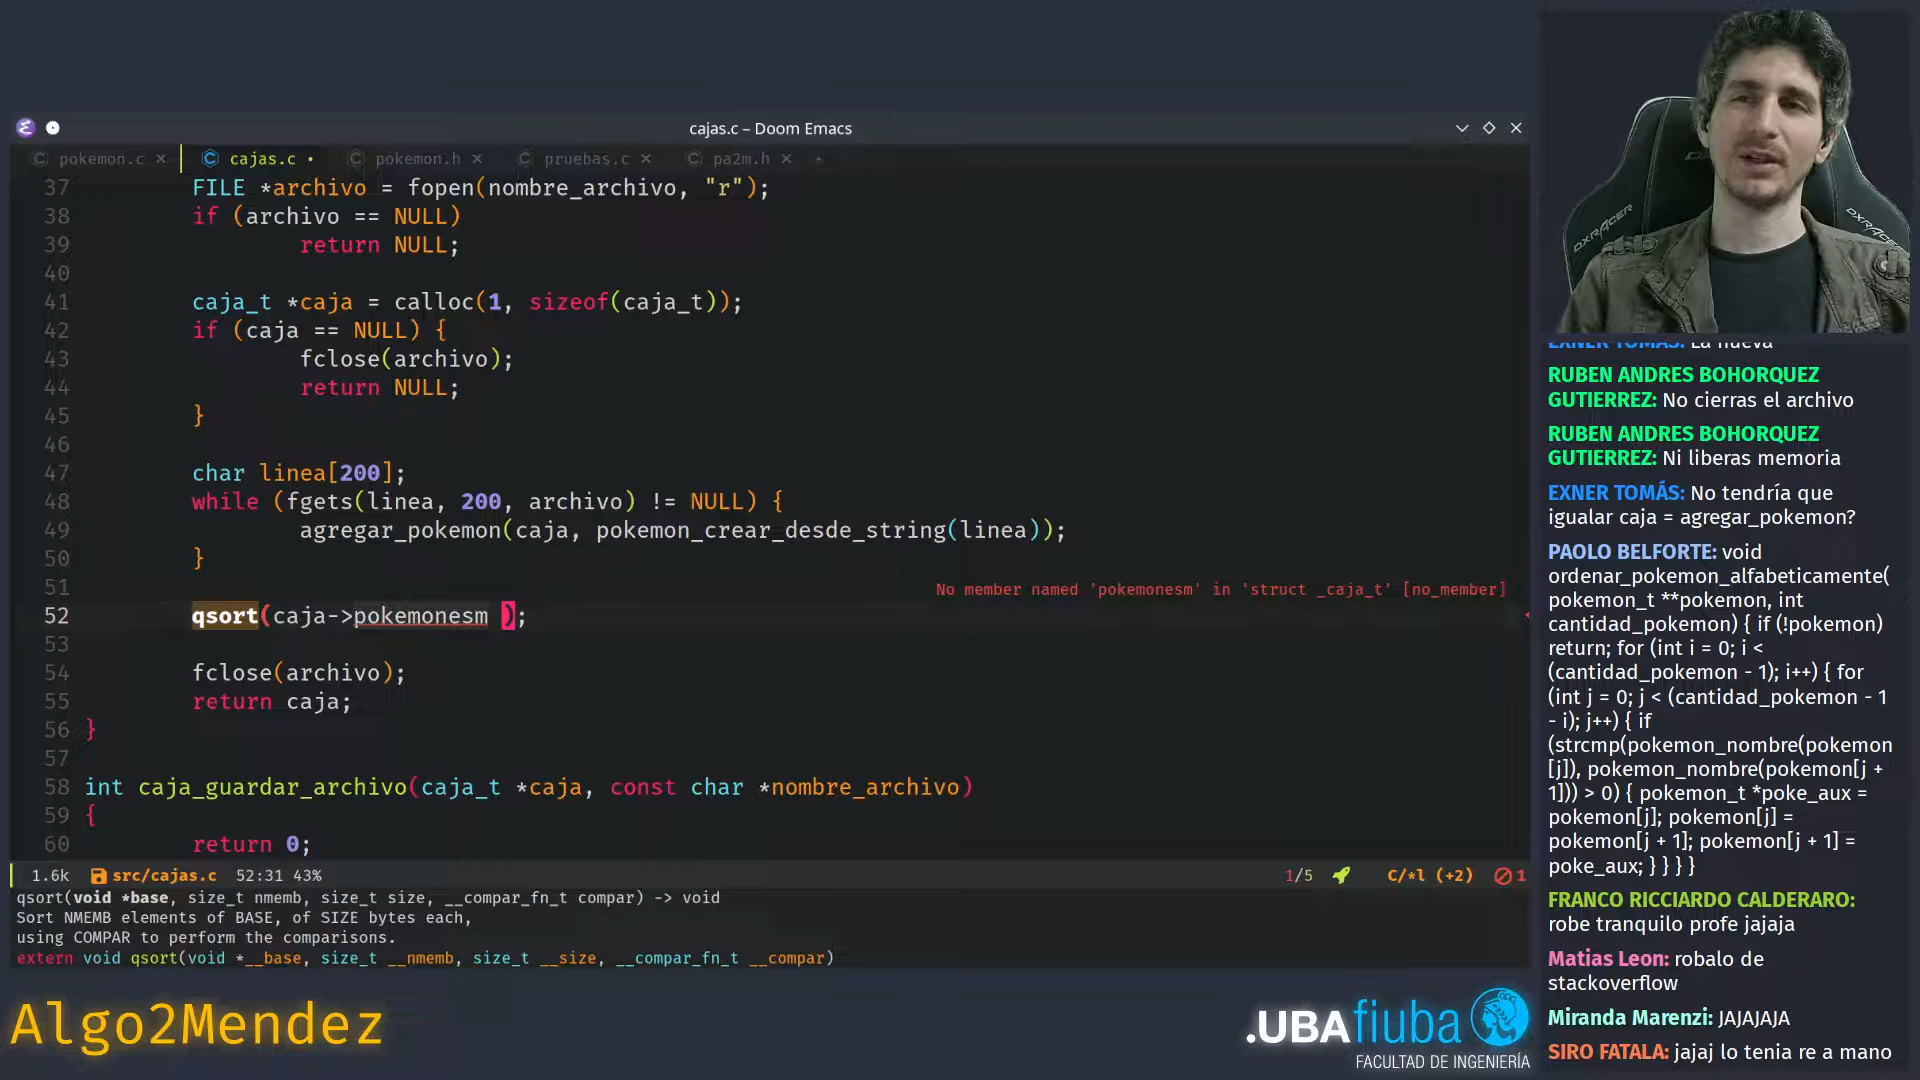 cajas.c – Doom Emacs
pokemon.c × cajas.c • pokemon.h × pruebas.c × pa2m.h ×
37 FILE *archivo = fopen(nombre_archivo, "r");
38 if (archivo == NULL)
39 return NULL;
40
41 caja_t *caja = calloc(1, sizeof(caja_t));
42 if (caja == NULL) {
43 fclose(archivo);
44 return NULL;
45 }
46
47 char linea[200];
48 while (fgets(linea, 200, archivo) != NULL) {
49 agregar_pokemon(caja, pokemon_crear_desde_string(linea));
50 }
51 No member named 'pokemonesm' in 'struct _caja_t' [no_member]
52 qsort(caja->pokemonesm );
53
54 fclose(archivo);
55 return caja;
56 }
57
58 int caja_guardar_archivo(caja_t *caja, const char *nombre_archivo)
59 {
60 return 0;
1.6k src/cajas.c 52:31 43% 1/5 C/*l (+2) 1
qsort(void *base, size_t nmemb, size_t size, __compar_fn_t compar) -> void
Sort NMEMB elements of BASE, of SIZE bytes each,
using COMPAR to perform the comparisons.
extern void qsort(void *__base, size_t __nmemb, size_t __size, __compar_fn_t __compar)
Algo2Mendez
.UBAfiuba
FACULTAD DE INGENIERÍA
DXRACER
DXRACER
EXNER TOMÁS: La nueva
RUBEN ANDRES BOHORQUEZ
GUTIERREZ: No cierras el archivo
RUBEN ANDRES BOHORQUEZ
GUTIERREZ: Ni liberas memoria
EXNER TOMÁS: No tendría que
igualar caja = agregar_pokemon?
PAOLO BELFORTE: void
ordenar_pokemon_alfabeticamente(
pokemon_t **pokemon, int
cantidad_pokemon) { if (!pokemon)
return; for (int i = 0; i <
(cantidad_pokemon - 1); i++) { for
(int j = 0; j < (cantidad_pokemon - 1
- i); j++) { if
(strcmp(pokemon_nombre(pokemon
[j]), pokemon_nombre(pokemon[j +
1])) > 0) { pokemon_t *poke_aux =
pokemon[j]; pokemon[j] =
pokemon[j + 1]; pokemon[j + 1] =
poke_aux; } } } }
FRANCO RICCIARDO CALDERARO:
robe tranquilo profe jajaja
Matias Leon: robalo de
stackoverflow
Miranda Marenzi: JAJAJAJA
SIRO FATALA: jajaj lo tenia re a mano